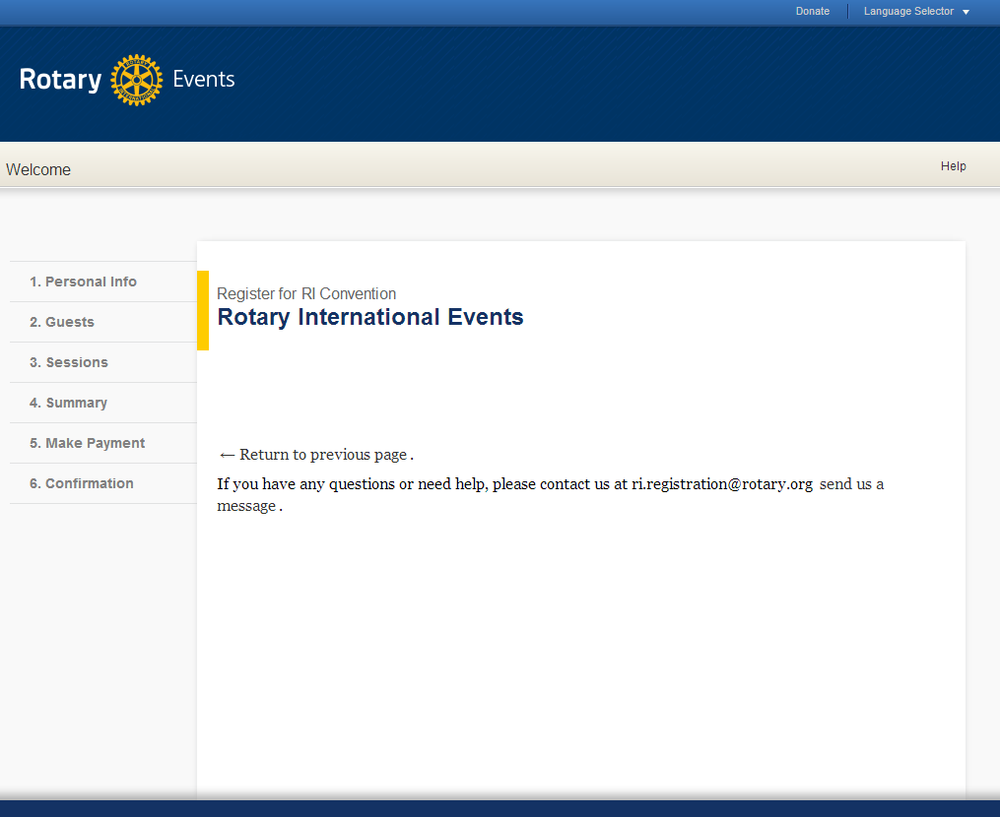 Donate
Language Selector
Rotary
Events
Welcome
Help
1. Personal Info
2. Guests
3. Sessions
4. Summary
5. Make Payment
6. Confirmation
Register for RI Convention
Rotary International Events
← Return to previous page .
If you have any questions or need help, please contact us at ri.registration@rotary.org send us a
message .